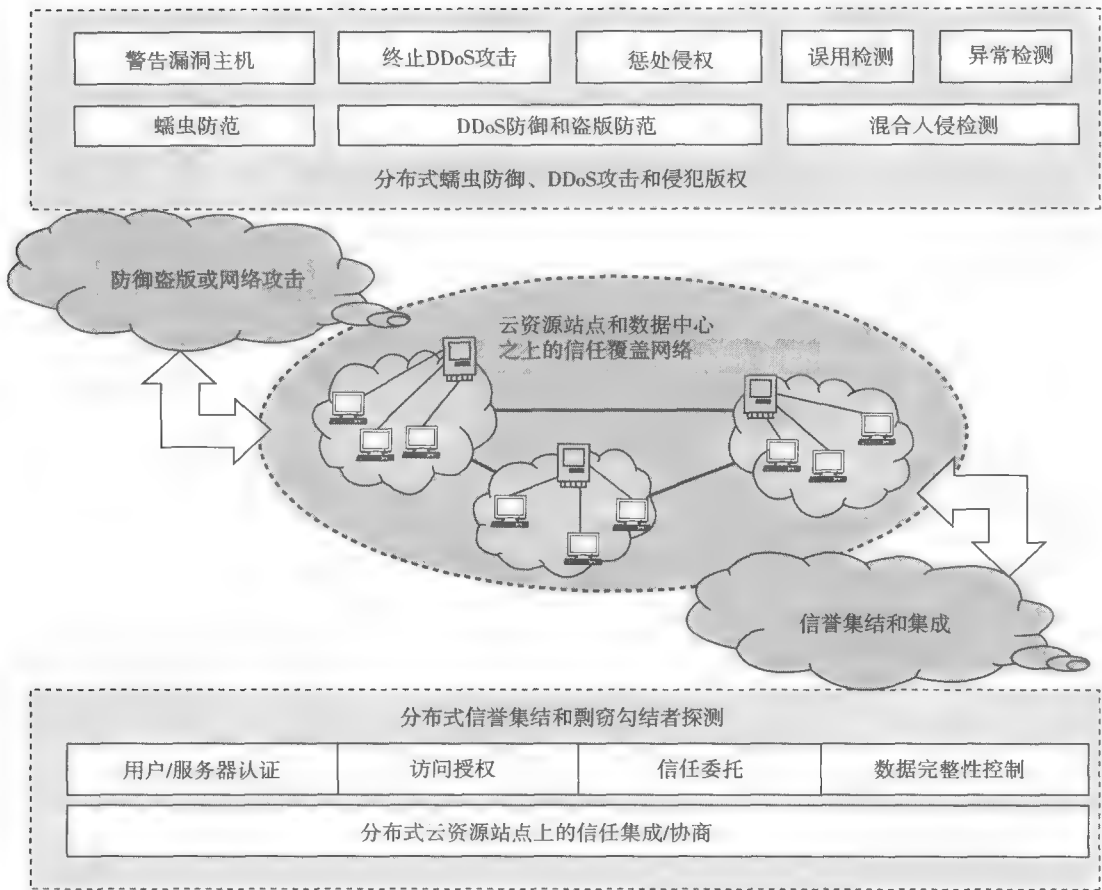 警告漏洞主机
终止DDoS攻击
惩处侵权
误用检测
异常检测
蠕虫防范
DDoS防御和盗版防范
混合入侵检测
分布式蠕虫防御、DDoS攻击和侵犯版权
防御盗版或网络攻击
云资源站点和数据中心
之上的信任覆盖网络
信誉集结和集成
分布式信誉集结和剽窃勾结者探测
用户/服务器认证
访问授权
信任委托
数据完整性控制
分布式云资源站点上的信任集成/协商